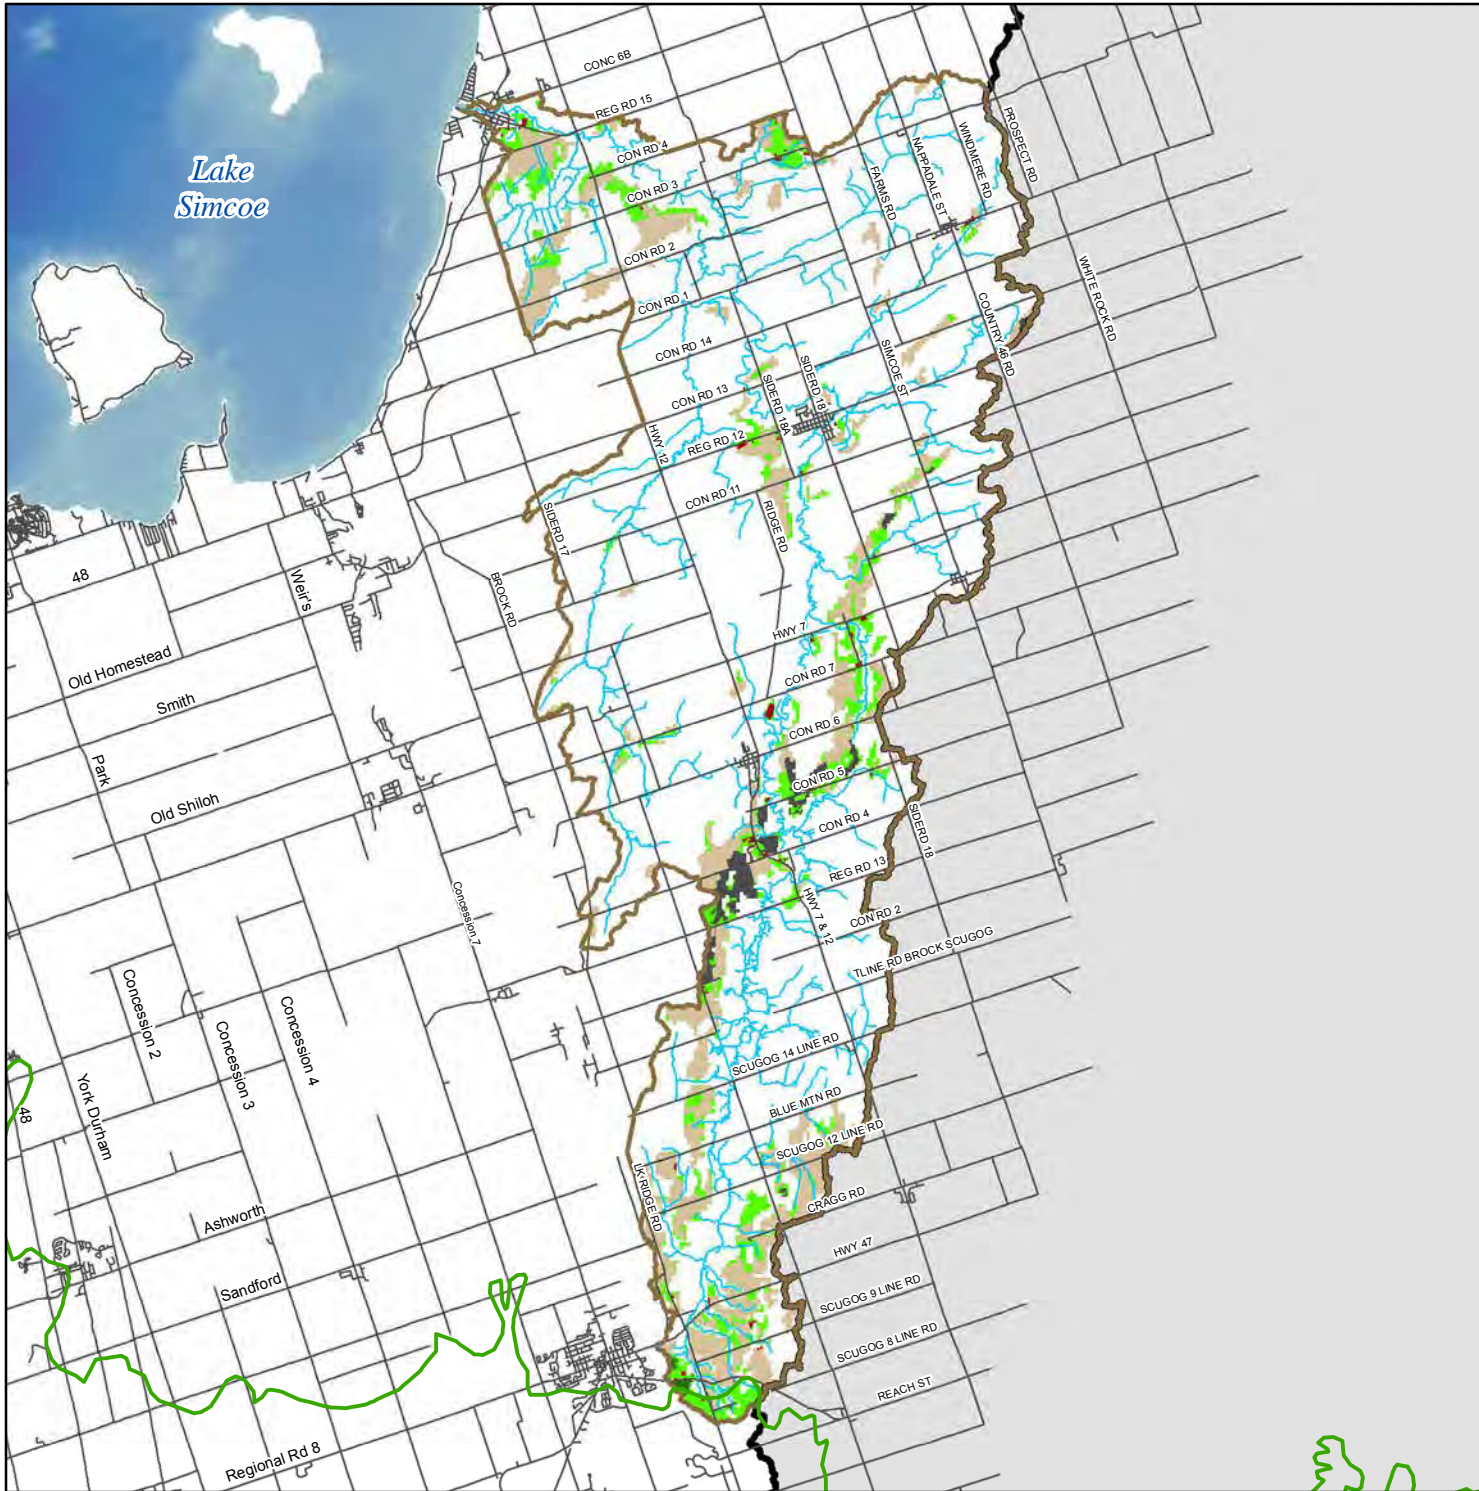 CONC 6B
REG RD 15
CON RD 4
CON RD 3
CON RD 2
CON RD 1
CON RD 14
CON RD 13
REG RD 12
CON RD 11
Lake
Simcoe
PROSPECT RD
WINDMERE RD
NAPPADALE ST
FARMS RD
WHITE ROCK RD
COUNTRY 46 RD
SIMCOE ST
SIDERD 18
SIDERD 18A
HWY 12
RIDGE RD
SIDERD 17
BROCK RD
48
Weir's
Old Homestead
Smith
Park
Old Shiloh
HWY 7
CON RD 7
CON RD 6
CON RD 5
CON RD 4
SIDERD 18
REG RD 13
HWY 7 & 12
CON RD 2
TLINE RD BROCK SCUGOG
Concession 7
Concession 2
Concession 3
Concession 4
York Durham
48
SCUGOG 14 LINE RD
BLUE MTN RD
SCUGOG 12 LINE RD
LK RIDGE RD
CRAGG RD
HWY 47
Ashworth
Sandford
SCUGOG 9 LINE RD
SCUGOG 8 LINE RD
REACH ST
Regional Rd 8